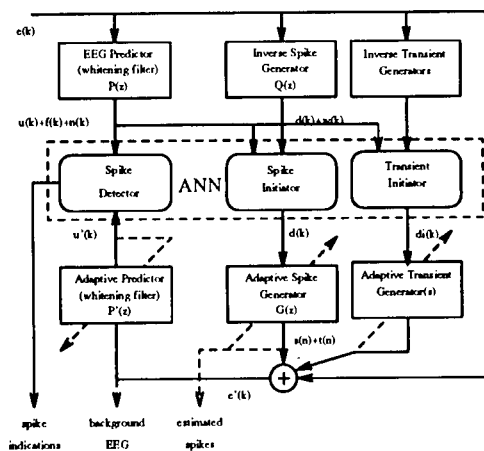 e(k)
EEG Predictor
(whitening filter)
P(z)
Inverse Spike
Generator
Q(z)
Inverse Transient
Generators
u(k)+f(k)+n(k)
Spike
Detector
ANN
Spike
Initiator
Transient
Initiator
u'(k)
d(k)
di(k)
Adaptive Predictor
(whitening filter)
P'(z)
Adaptive Spike
Generator
G(z)
Adaptive Transient
Generator(s)
s(n)+t(n)
+
e'(k)
spike
indications
background
EEG
estimated
spikes